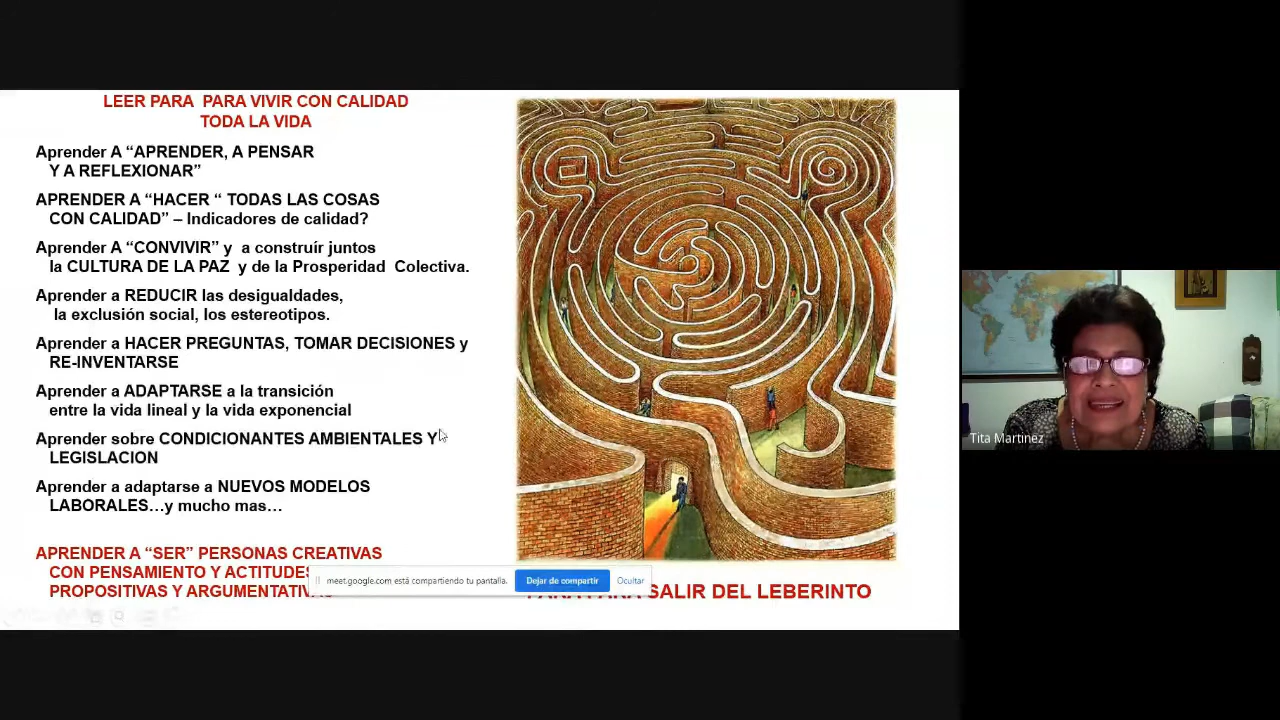 LEER PARA  PARA VIVIR CON CALIDAD
TODA LA VIDA
Aprender A “APRENDER, A PENSAR
Y A REFLEXIONAR”
APRENDER A “HACER “ TODAS LAS COSAS
CON CALIDAD” – Indicadores de calidad?
Aprender A “CONVIVIR” y  a construír juntos
la CULTURA DE LA PAZ  y de la Prosperidad  Colectiva.
Aprender a REDUCIR las desigualdades,
la exclusión social, los estereotipos.
Aprender a HACER PREGUNTAS, TOMAR DECISIONES y
RE-INVENTARSE
Aprender a ADAPTARSE a la transición
entre la vida lineal y la vida exponencial
Aprender sobre CONDICIONANTES AMBIENTALES Y
LEGISLACION
Aprender a adaptarse a NUEVOS MODELOS
LABORALES…y mucho mas…
APRENDER A “SER” PERSONAS CREATIVAS
CON PENSAMIENTO Y ACTITUDES
PROPOSITIVAS Y ARGUMENTATIVAS
meet.google.com está compartiendo tu pantalla.
Dejar de compartir
Ocultar
SALIR DEL LEBERINTO
Tita Martinez